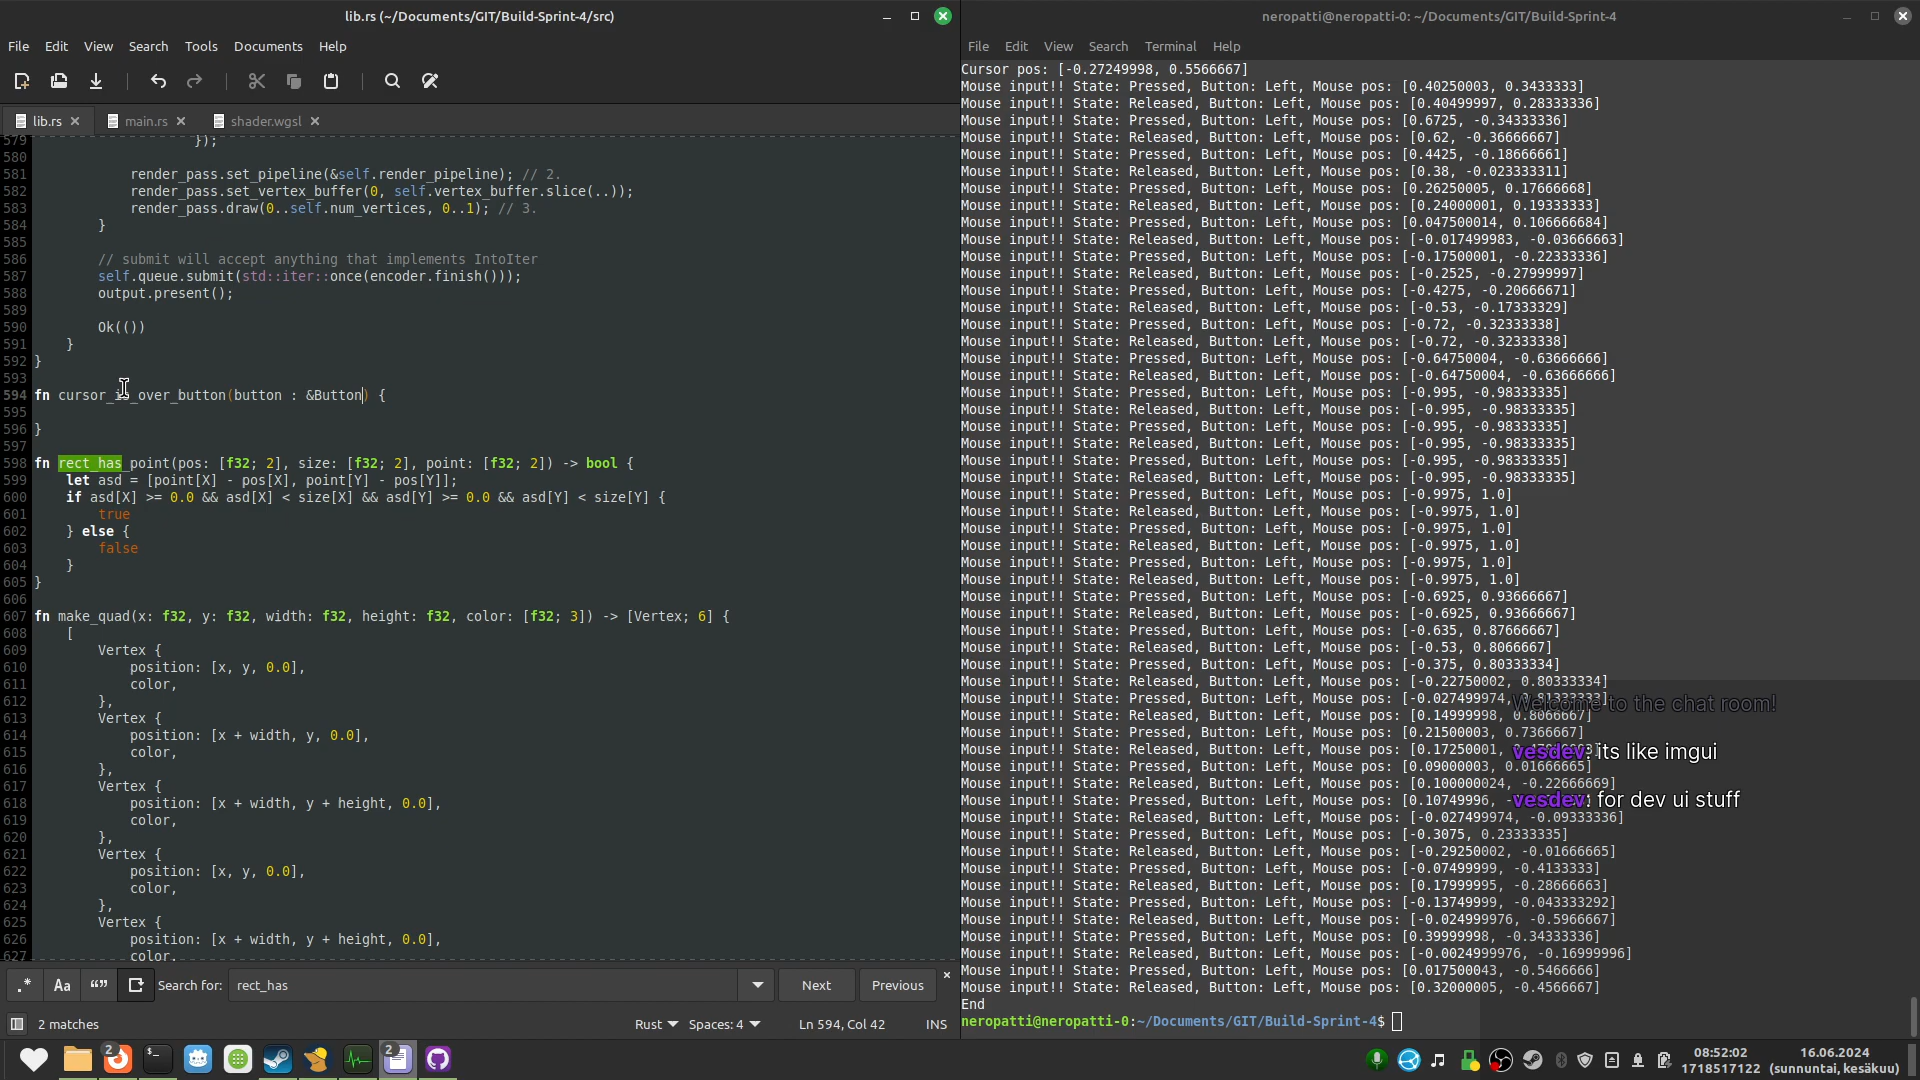 lib.rs (~/Documents/GIT/Build-Sprint-4/src)
File Edit View Search Tools Documents Help
lib.rs main.rs shader.wgsl
579                     });
580
581             render_pass.set_pipeline(&self.render_pipeline); // 2.
582             render_pass.set_vertex_buffer(0, self.vertex_buffer.slice(..));
583             render_pass.draw(0..self.num_vertices, 0..1); // 3.
584         }
585
586         // submit will accept anything that implements IntoIter
587         self.queue.submit(std::iter::once(encoder.finish()));
588         output.present();
589
590         Ok(())
591     }
592 }
593
594 fn cursor_is_over_button(button : &Button) {
595
596 }
597
598 fn rect_has_point(pos: [f32; 2], size: [f32; 2], point: [f32; 2]) -> bool {
599     let asd = [point[X] - pos[X], point[Y] - pos[Y]];
600     if asd[X] >= 0.0 && asd[X] < size[X] && asd[Y] >= 0.0 && asd[Y] < size[Y] {
601         true
602     } else {
603         false
604     }
605 }
606
607 fn make_quad(x: f32, y: f32, width: f32, height: f32, color: [f32; 3]) -> [Vertex; 6] {
608     [
609         Vertex {
610             position: [x, y, 0.0],
611             color,
612         },
613         Vertex {
614             position: [x + width, y, 0.0],
615             color,
616         },
617         Vertex {
618             position: [x + width, y + height, 0.0],
619             color,
620         },
621         Vertex {
622             position: [x, y, 0.0],
623             color,
624         },
625         Vertex {
626             position: [x + width, y + height, 0.0],
627             color,
.* Aa “” Search for: rect_has Next Previous
2 matches Rust Spaces: 4 Ln 594, Col 42 INS
neropatti@neropatti-0: ~/Documents/GIT/Build-Sprint-4
File Edit View Search Terminal Help
Cursor pos: [-0.27249998, 0.5566667]
Mouse input!! State: Pressed, Button: Left, Mouse pos: [0.40250003, 0.3433333]
Mouse input!! State: Released, Button: Left, Mouse pos: [0.40499997, 0.28333336]
Mouse input!! State: Pressed, Button: Left, Mouse pos: [0.6725, -0.34333336]
Mouse input!! State: Released, Button: Left, Mouse pos: [0.62, -0.36666667]
Mouse input!! State: Pressed, Button: Left, Mouse pos: [0.4425, -0.18666661]
Mouse input!! State: Released, Button: Left, Mouse pos: [0.38, -0.023333311]
Mouse input!! State: Pressed, Button: Left, Mouse pos: [0.26250005, 0.17666668]
Mouse input!! State: Released, Button: Left, Mouse pos: [0.24000001, 0.19333333]
Mouse input!! State: Pressed, Button: Left, Mouse pos: [0.047500014, 0.106666684]
Mouse input!! State: Released, Button: Left, Mouse pos: [-0.017499983, -0.03666663]
Mouse input!! State: Pressed, Button: Left, Mouse pos: [-0.17500001, -0.22333336]
Mouse input!! State: Released, Button: Left, Mouse pos: [-0.2525, -0.27999997]
Mouse input!! State: Pressed, Button: Left, Mouse pos: [-0.4275, -0.20666671]
Mouse input!! State: Released, Button: Left, Mouse pos: [-0.53, -0.17333329]
Mouse input!! State: Pressed, Button: Left, Mouse pos: [-0.72, -0.32333338]
Mouse input!! State: Released, Button: Left, Mouse pos: [-0.72, -0.32333338]
Mouse input!! State: Pressed, Button: Left, Mouse pos: [-0.64750004, -0.63666666]
Mouse input!! State: Released, Button: Left, Mouse pos: [-0.64750004, -0.63666666]
Mouse input!! State: Pressed, Button: Left, Mouse pos: [-0.995, -0.98333335]
Mouse input!! State: Released, Button: Left, Mouse pos: [-0.995, -0.98333335]
Mouse input!! State: Pressed, Button: Left, Mouse pos: [-0.995, -0.98333335]
Mouse input!! State: Released, Button: Left, Mouse pos: [-0.995, -0.98333335]
Mouse input!! State: Pressed, Button: Left, Mouse pos: [-0.995, -0.98333335]
Mouse input!! State: Released, Button: Left, Mouse pos: [-0.995, -0.98333335]
Mouse input!! State: Pressed, Button: Left, Mouse pos: [-0.9975, 1.0]
Mouse input!! State: Released, Button: Left, Mouse pos: [-0.9975, 1.0]
Mouse input!! State: Pressed, Button: Left, Mouse pos: [-0.9975, 1.0]
Mouse input!! State: Released, Button: Left, Mouse pos: [-0.9975, 1.0]
Mouse input!! State: Pressed, Button: Left, Mouse pos: [-0.9975, 1.0]
Mouse input!! State: Released, Button: Left, Mouse pos: [-0.9975, 1.0]
Mouse input!! State: Pressed, Button: Left, Mouse pos: [-0.6925, 0.93666667]
Mouse input!! State: Released, Button: Left, Mouse pos: [-0.6925, 0.93666667]
Mouse input!! State: Pressed, Button: Left, Mouse pos: [-0.635, 0.87666667]
Mouse input!! State: Released, Button: Left, Mouse pos: [-0.53, 0.8066667]
Mouse input!! State: Pressed, Button: Left, Mouse pos: [-0.375, 0.80333334]
Mouse input!! State: Released, Button: Left, Mouse pos: [-0.22750002, 0.80333334]
Mouse input!! State: Pressed, Button: Left, Mouse pos: [-0.027499974,
Mouse input!! State: Released, Button: Left, Mouse pos: [0.14999998, 0.8066667]
Mouse input!! State: Pressed, Button: Left, Mouse pos: [0.21500003, 0.7366667]
Mouse input!! State: Released, Button: Left, Mouse pos: [0.17250001,
Mouse input!! State: Pressed, Button: Left, Mouse pos: [0.09000003, 0.01666665]
Mouse input!! State: Released, Button: Left, Mouse pos: [0.100000024, -0.22666669]
Mouse input!! State: Pressed, Button: Left, Mouse pos: [0.10749996,
Mouse input!! State: Released, Button: Left, Mouse pos: [-0.027499974, -0.09333336]
Mouse input!! State: Pressed, Button: Left, Mouse pos: [-0.3075, 0.23333335]
Mouse input!! State: Released, Button: Left, Mouse pos: [-0.29250002, -0.01666665]
Mouse input!! State: Pressed, Button: Left, Mouse pos: [-0.07499999, -0.4133333]
Mouse input!! State: Released, Button: Left, Mouse pos: [0.17999995, -0.28666663]
Mouse input!! State: Pressed, Button: Left, Mouse pos: [-0.13749999, -0.043333292]
Mouse input!! State: Released, Button: Left, Mouse pos: [-0.024999976, -0.5966667]
Mouse input!! State: Pressed, Button: Left, Mouse pos: [0.39999998, -0.34333336]
Mouse input!! State: Released, Button: Left, Mouse pos: [-0.0024999976, -0.16999996]
Mouse input!! State: Pressed, Button: Left, Mouse pos: [0.017500043, -0.5466666]
Mouse input!! State: Released, Button: Left, Mouse pos: [0.32000005, -0.4566667]
End
neropatti@neropatti-0:~/Documents/GIT/Build-Sprint-4$
Welcome to the chat room!
vesdev: its like imgui
vesdev: for dev ui stuff
2 2
08:52:02 16.06.2024
1718517122 (sunnuntai, kesäkuu)